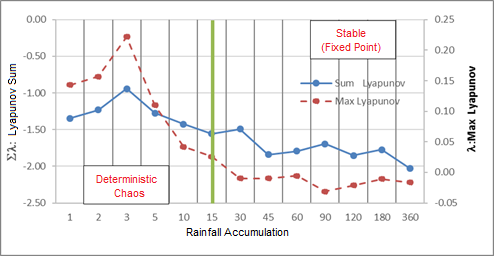 0.00
-0.50
-1.00
-1.50
-2.00
-2.50
Σλ: Lyapunov Sum
0.25
0.20
0.15
0.10
0.05
0.00
-0.05
λ:Max Lyapunov
Stable
(Fixed Point)
Sum Lyapunov
Max Lyapunov
Deterministic
Chaos
1 2 3 5 10 15 30 45 60 90 120 180 360
Rainfall Accumulation